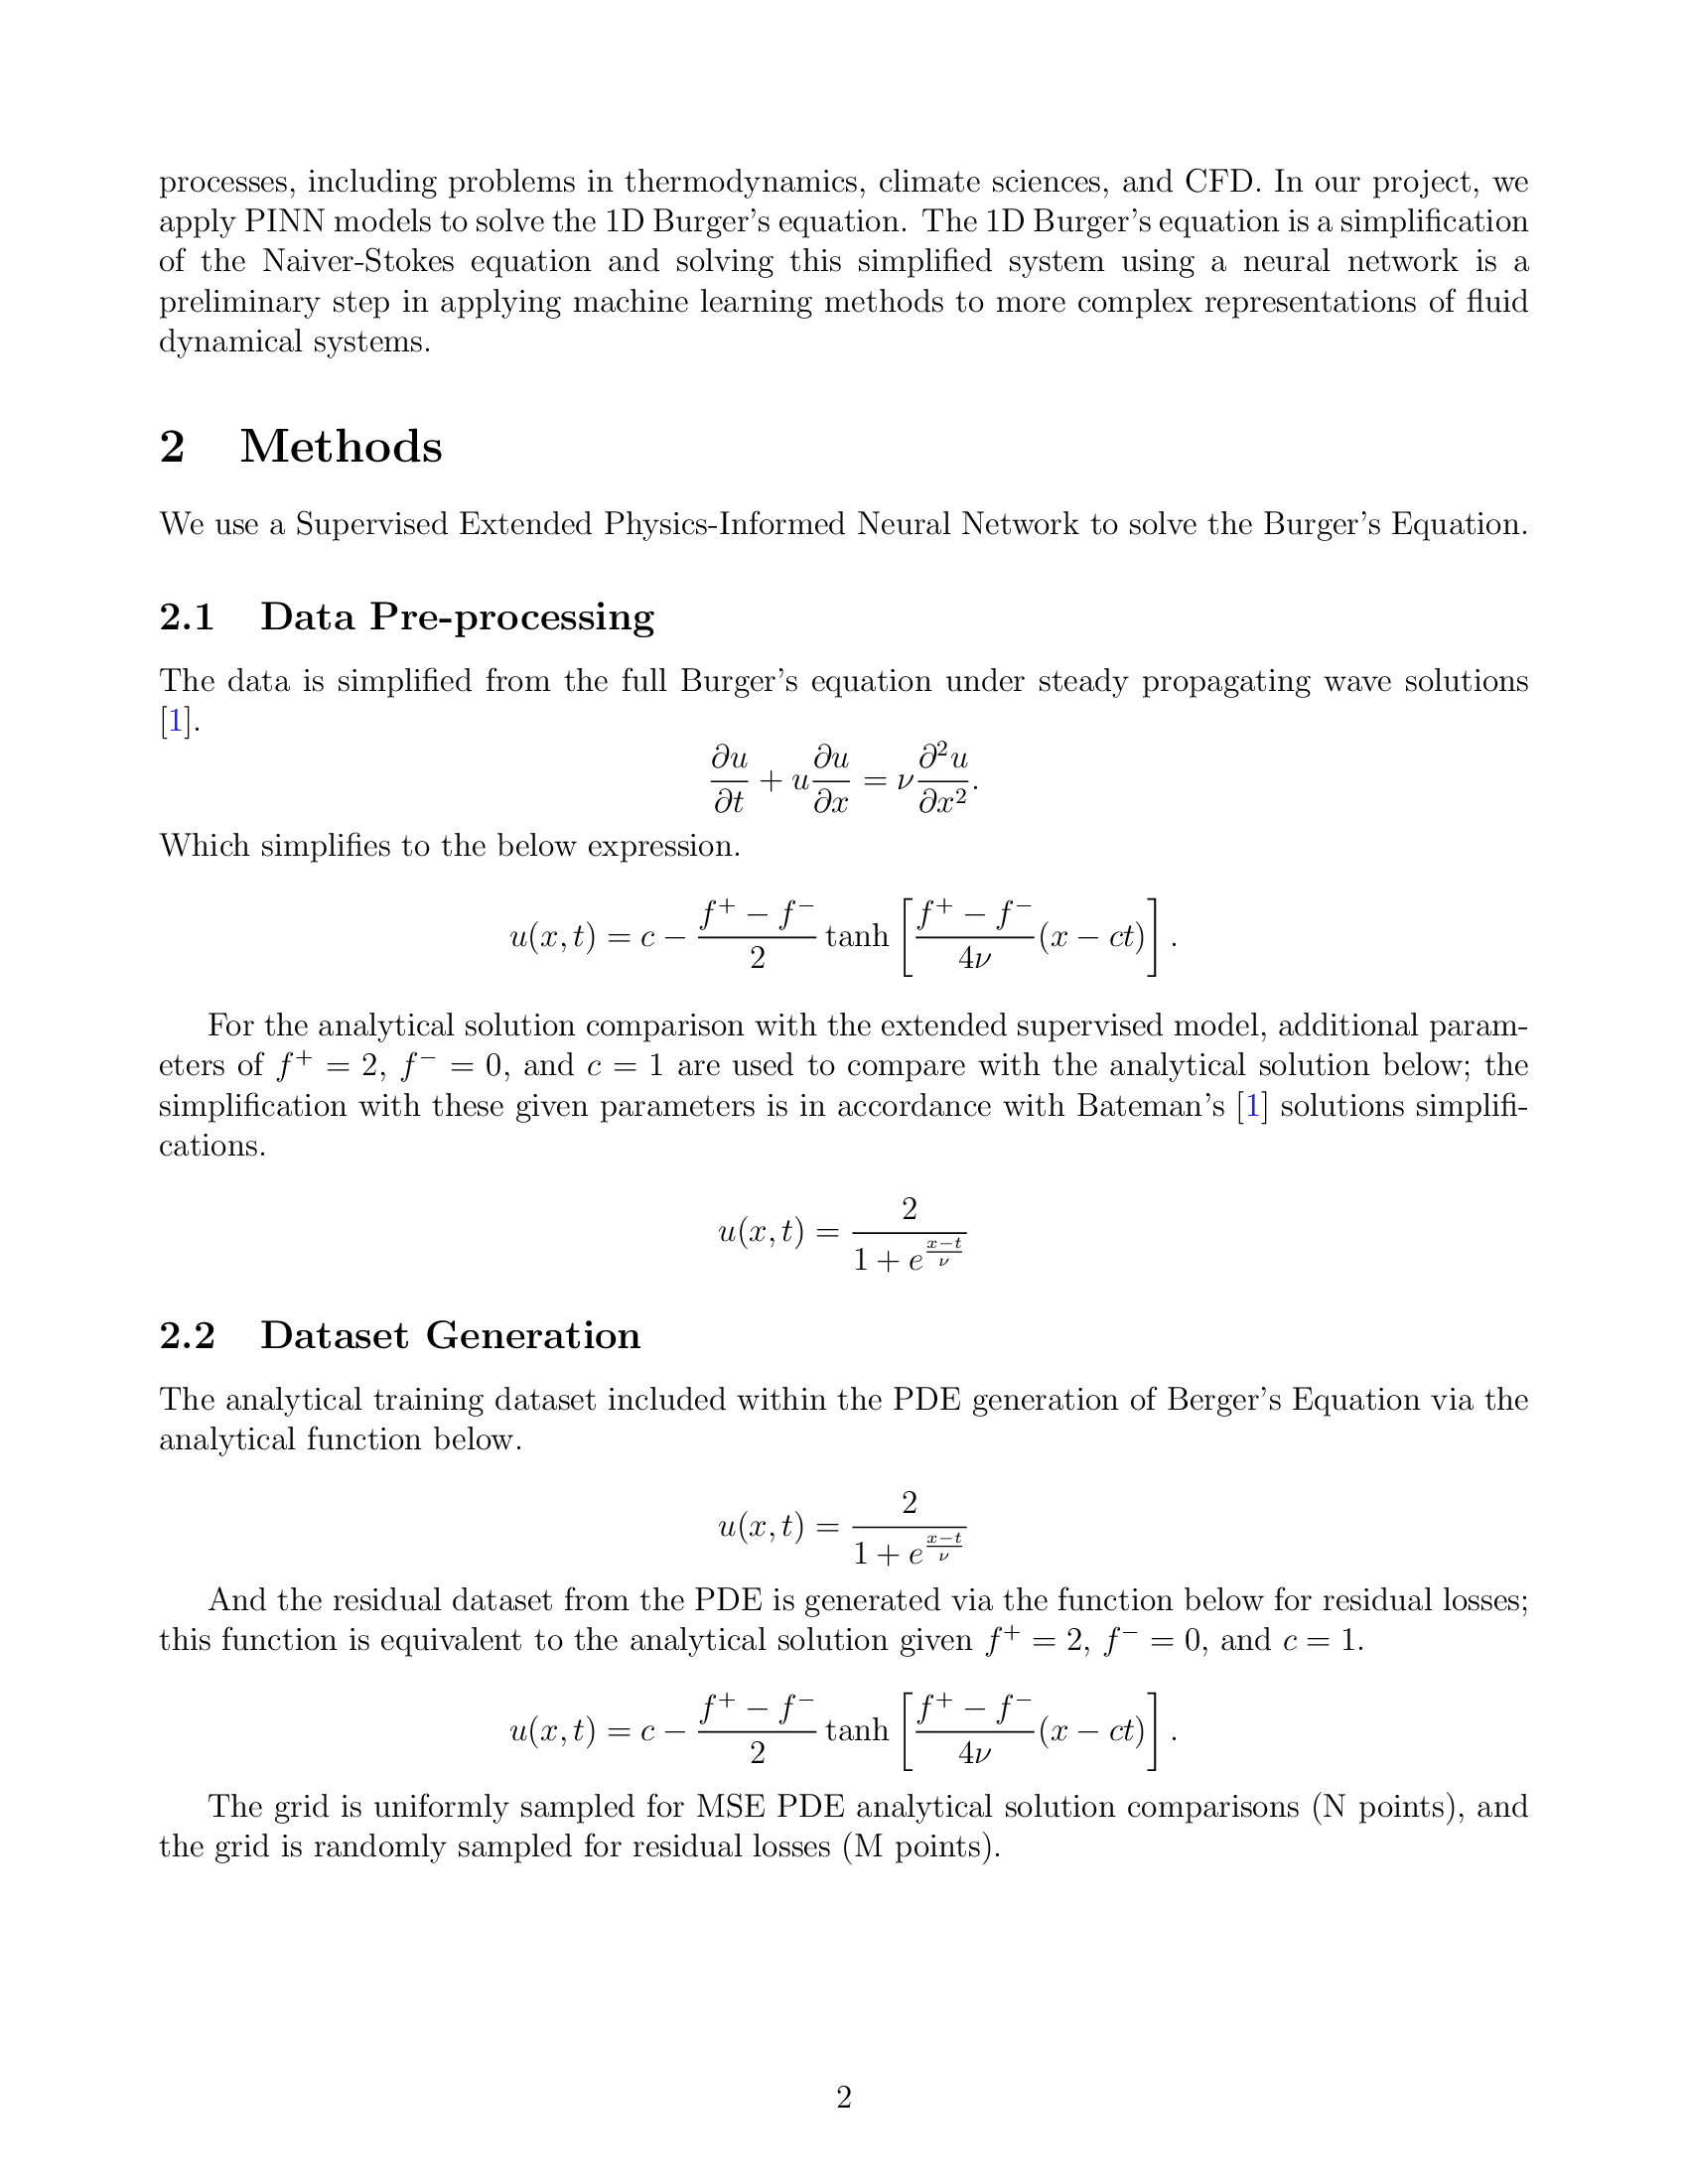 processes, including problems in thermodynamics, climate sciences, and CFD. In our project, we
apply PINN models to solve the 1D Burger's equation. The 1D Burger's equation is a simplification
of the Naiver-Stokes equation and solving this simplified system using a neural network is a
preliminary step in applying machine learning methods to more complex representations of fluid
dynamical systems.
2 Methods
We use a Supervised Extended Physics-Informed Neural Network to solve the Burger's Equation.
2.1 Data Pre-processing
The data is simplified from the full Burger's equation under steady propagating wave solutions
[1].
$$\frac{\partial u}{\partial t} + u\frac{\partial u}{\partial x} = \nu\frac{\partial^2 u}{\partial x^2}.$$
Which simplifies to the below expression.
$$u(x, t) = c - \frac{f^+ - f^-}{2} \tanh\left[\frac{f^+ - f^-}{4\nu}(x - ct)\right].$$
For the analytical solution comparison with the extended supervised model, additional param-
eters of $f^+ = 2$, $f^- = 0$, and $c = 1$ are used to compare with the analytical solution below; the
simplification with these given parameters is in accordance with Bateman's [1] solutions simplifi-
cations.
$$u(x, t) = \frac{2}{1 + e^{\frac{x-t}{\nu}}}$$
2.2 Dataset Generation
The analytical training dataset included within the PDE generation of Berger's Equation via the
analytical function below.
$$u(x, t) = \frac{2}{1 + e^{\frac{x-t}{\nu}}}$$
And the residual dataset from the PDE is generated via the function below for residual losses;
this function is equivalent to the analytical solution given $f^+ = 2$, $f^- = 0$, and $c = 1$.
$$u(x, t) = c - \frac{f^+ - f^-}{2} \tanh\left[\frac{f^+ - f^-}{4\nu}(x - ct)\right].$$
The grid is uniformly sampled for MSE PDE analytical solution comparisons (N points), and
the grid is randomly sampled for residual losses (M points).
2